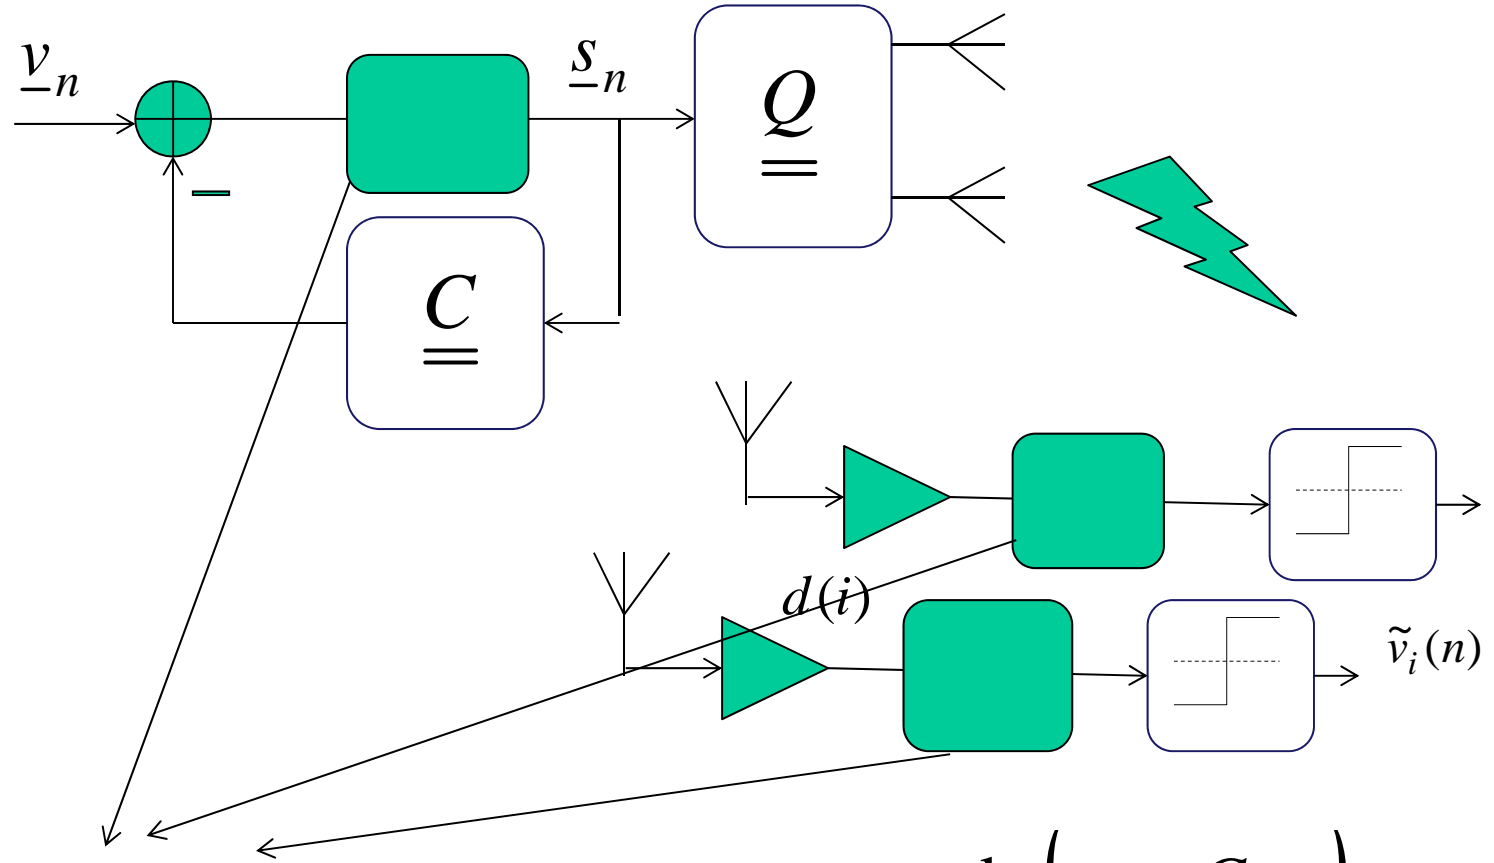 v_n
s_n
Q
C
d(i)
ṽ_i(n)